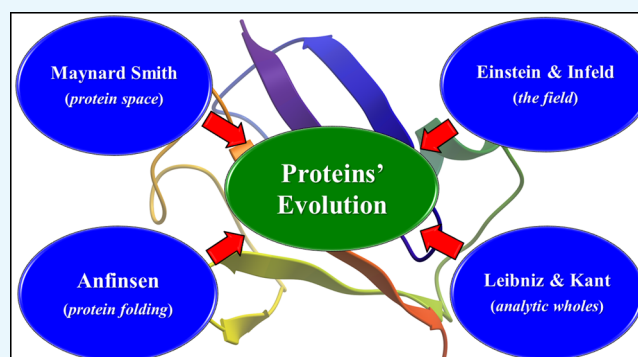 Maynard Smith
(protein space)
Einstein & Infeld
(the field)
Proteins’
Evolution
Anfinsen
(protein folding)
Leibniz & Kant
(analytic wholes)